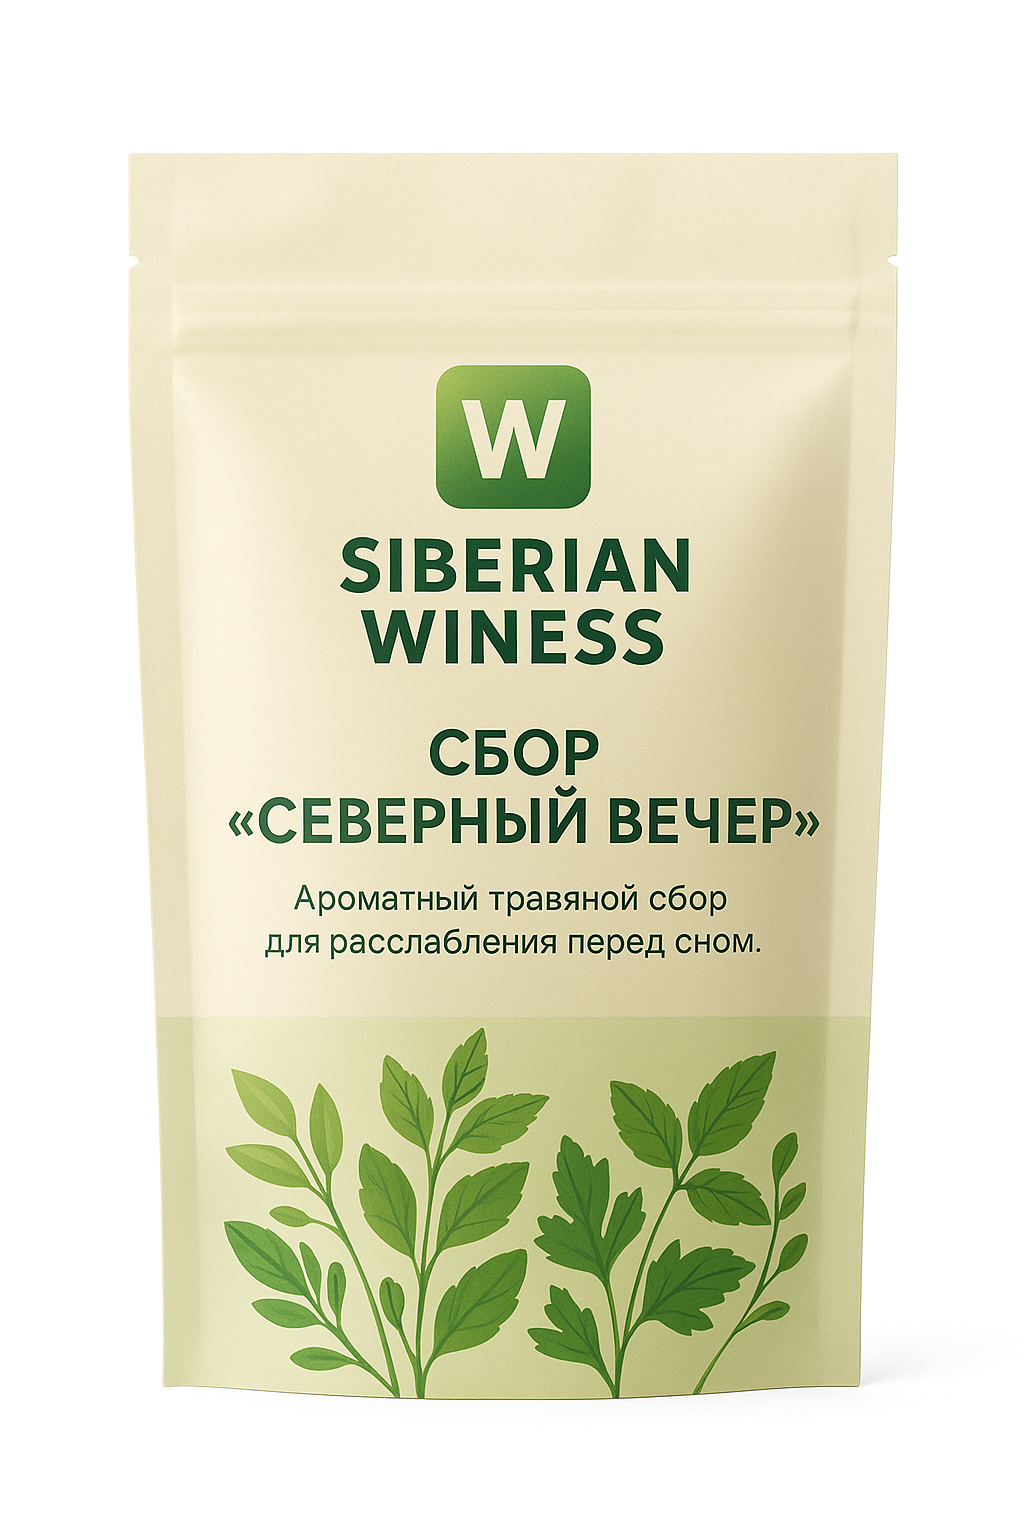 W
SIBERIAN
WINESS
СБОР
«СЕВЕРНЫЙ ВЕЧЕР»
Ароматный травяной сбор
для расслабления перед сном.